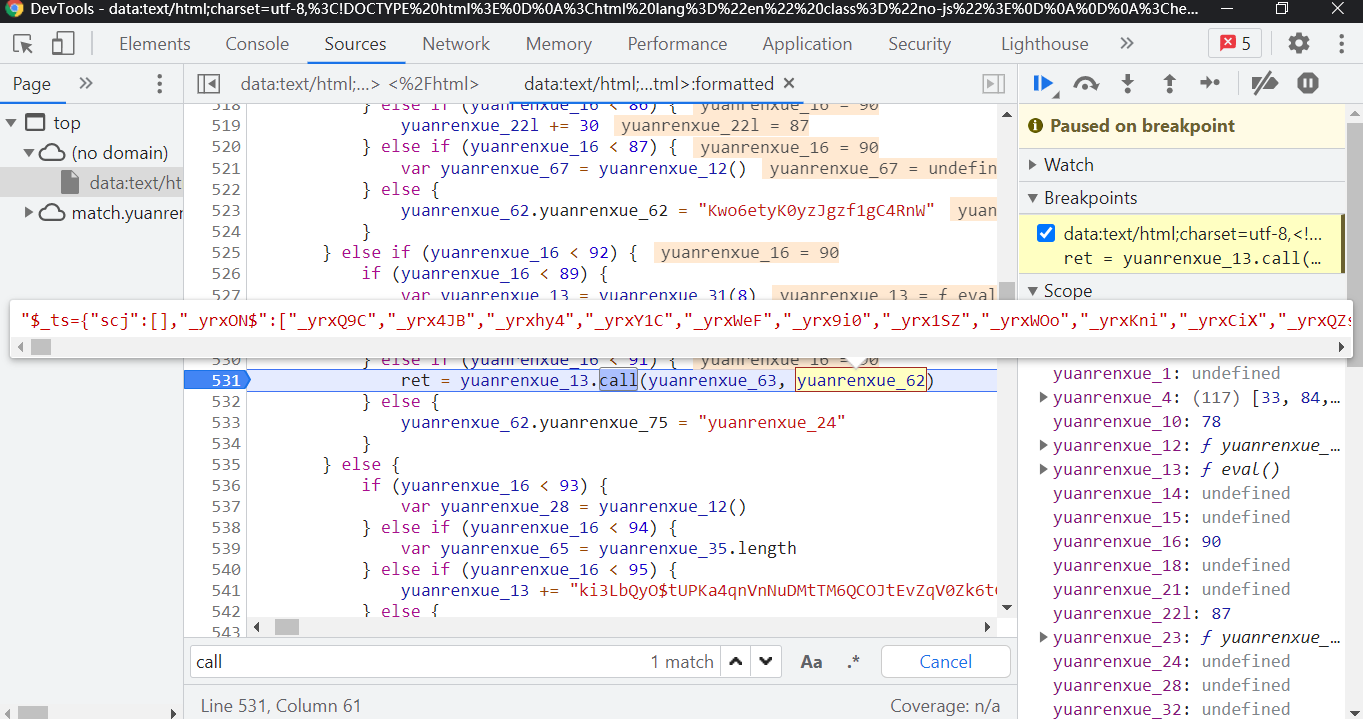 DevTools - data:text/html;charset=utf-8,%3C!DOCTYPE%20html%3E%0D%0A%3Chtml%20lang%3D%22en%22%20class%3D%22no-js%22%3E%0D%0A%0D%0A%3Che...
Elements Console Sources Network Memory Performance Application Security Lighthouse 5
Page
data:text/html;...> <%2Fhtml> data:text/html;...tml>:formatted
top
(no domain)
data:text/ht
match.yuanrer
518 } else if (yuanrenxue_16 < 86) { yuanrenxue_16 = 90
519 yuanrenxue_22l += 30 yuanrenxue_22l = 87
520 } else if (yuanrenxue_16 < 87) { yuanrenxue_16 = 90
521 var yuanrenxue_67 = yuanrenxue_12() yuanrenxue_67 = undefin
522 } else {
523 yuanrenxue_62.yuanrenxue_62 = "Kwo6etyK0yzJgzf1gC4RnW" yuan
524 }
525 } else if (yuanrenxue_16 < 92) { yuanrenxue_16 = 90
526 if (yuanrenxue_16 < 89) {
527 var yuanrenxue_13 = yuanrenxue_31(8) yuanrenxue_13 = ƒ eval
"$_ts={"scj":[],"_yrxON$":["_yrxQ9C","_yrx4JB","_yrxhy4","_yrxY1C","_yrxWeF","_yrx9i0","_yrx1SZ","_yrxWOo","_yrxKni","_yrxCiX","_yrxQZs
530 } else if (yuanrenxue_16 < 91) { yuanrenxue_16 = 90
531 ret = yuanrenxue_13.call(yuanrenxue_63, yuanrenxue_62)
532 } else {
533 yuanrenxue_62.yuanrenxue_75 = "yuanrenxue_24"
534 }
535 } else {
536 if (yuanrenxue_16 < 93) {
537 var yuanrenxue_28 = yuanrenxue_12()
538 } else if (yuanrenxue_16 < 94) {
539 var yuanrenxue_65 = yuanrenxue_35.length
540 } else if (yuanrenxue_16 < 95) {
541 yuanrenxue_13 += "ki3LbQyO$tUPKa4qnVnNuDMtTM6QCOJtEvZqV0Zk6t
542 } else {
543
call 1 match Aa .* Cancel
Line 531, Column 61 Coverage: n/a
Paused on breakpoint
Watch
Breakpoints
data:text/html;charset=utf-8,<!...
ret = yuanrenxue_13.call(…
Scope
yuanrenxue_1: undefined
yuanrenxue_4: (117) [33, 84,…
yuanrenxue_10: 78
yuanrenxue_12: ƒ yuanrenxue_…
yuanrenxue_13: ƒ eval()
yuanrenxue_14: undefined
yuanrenxue_15: undefined
yuanrenxue_16: 90
yuanrenxue_18: undefined
yuanrenxue_21: undefined
yuanrenxue_22l: 87
yuanrenxue_23: ƒ yuanrenxue_…
yuanrenxue_24: undefined
yuanrenxue_28: undefined
yuanrenxue_32: undefined